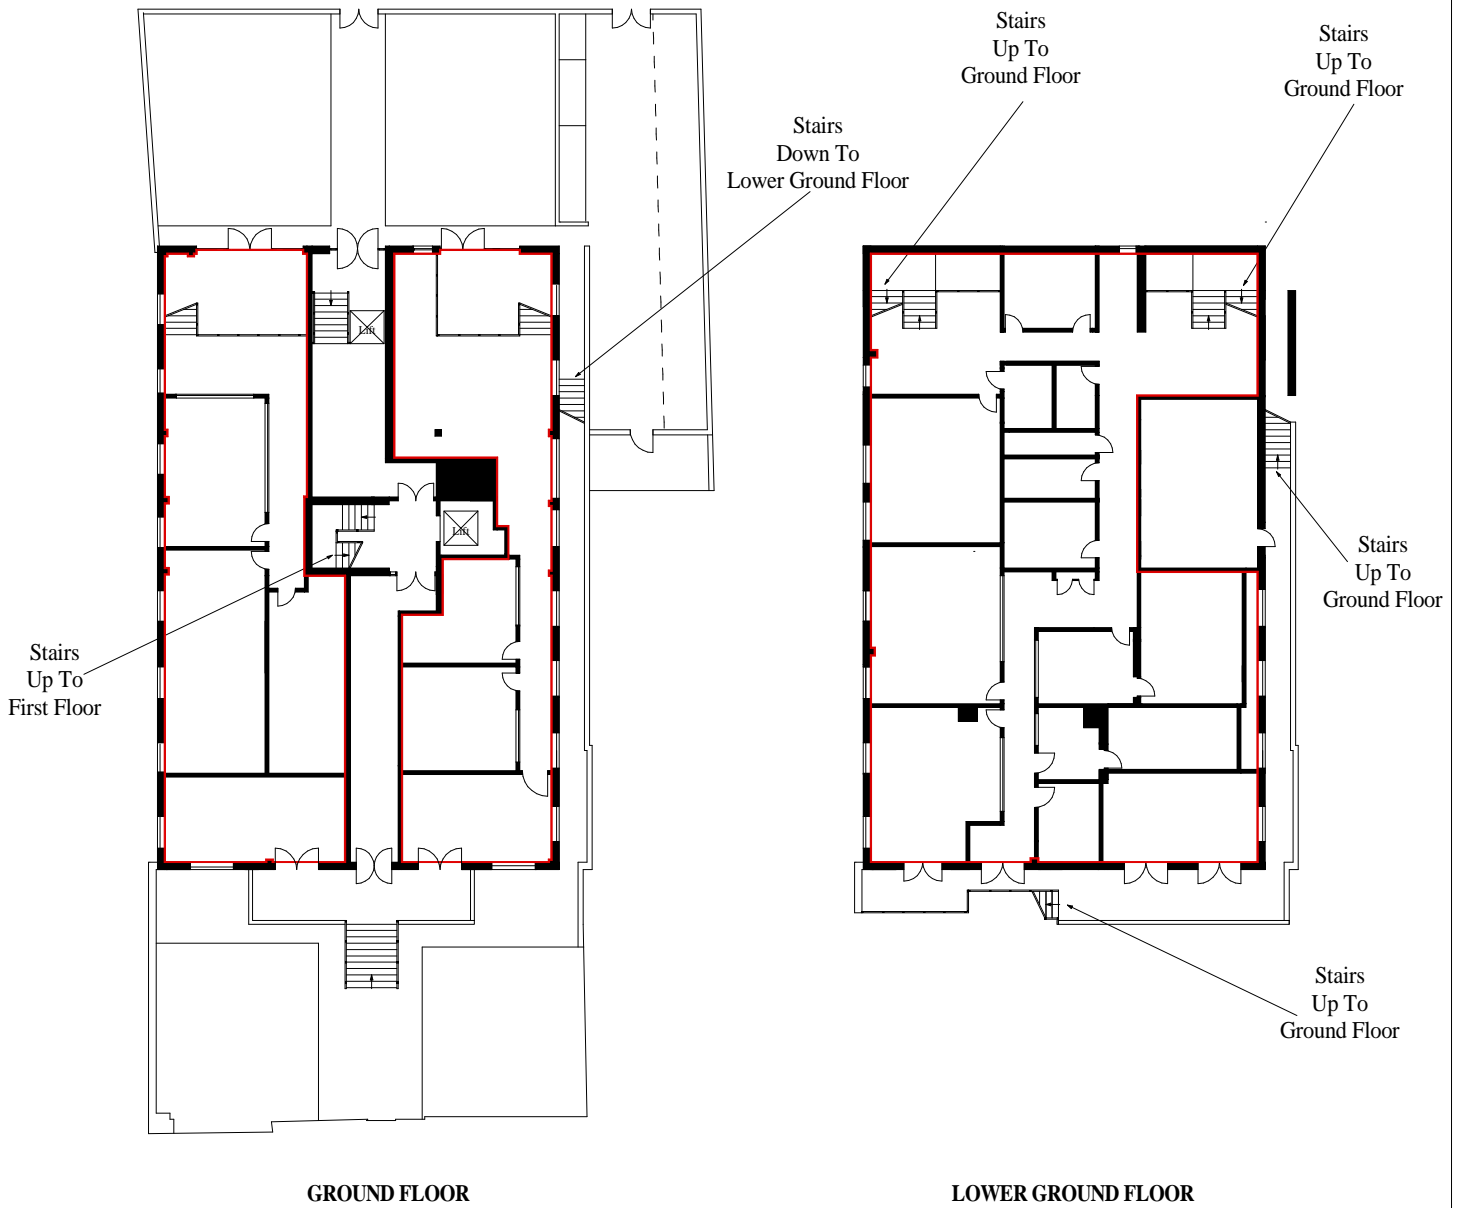 Stairs
Up To
Ground Floor
Stairs
Up To
Ground Floor
Stairs
Down To
Lower Ground Floor
Lift
Lift
Stairs
Up To
Ground Floor
Stairs
Up To
First Floor
Stairs
Up To
Ground Floor
GROUND FLOOR
LOWER GROUND FLOOR